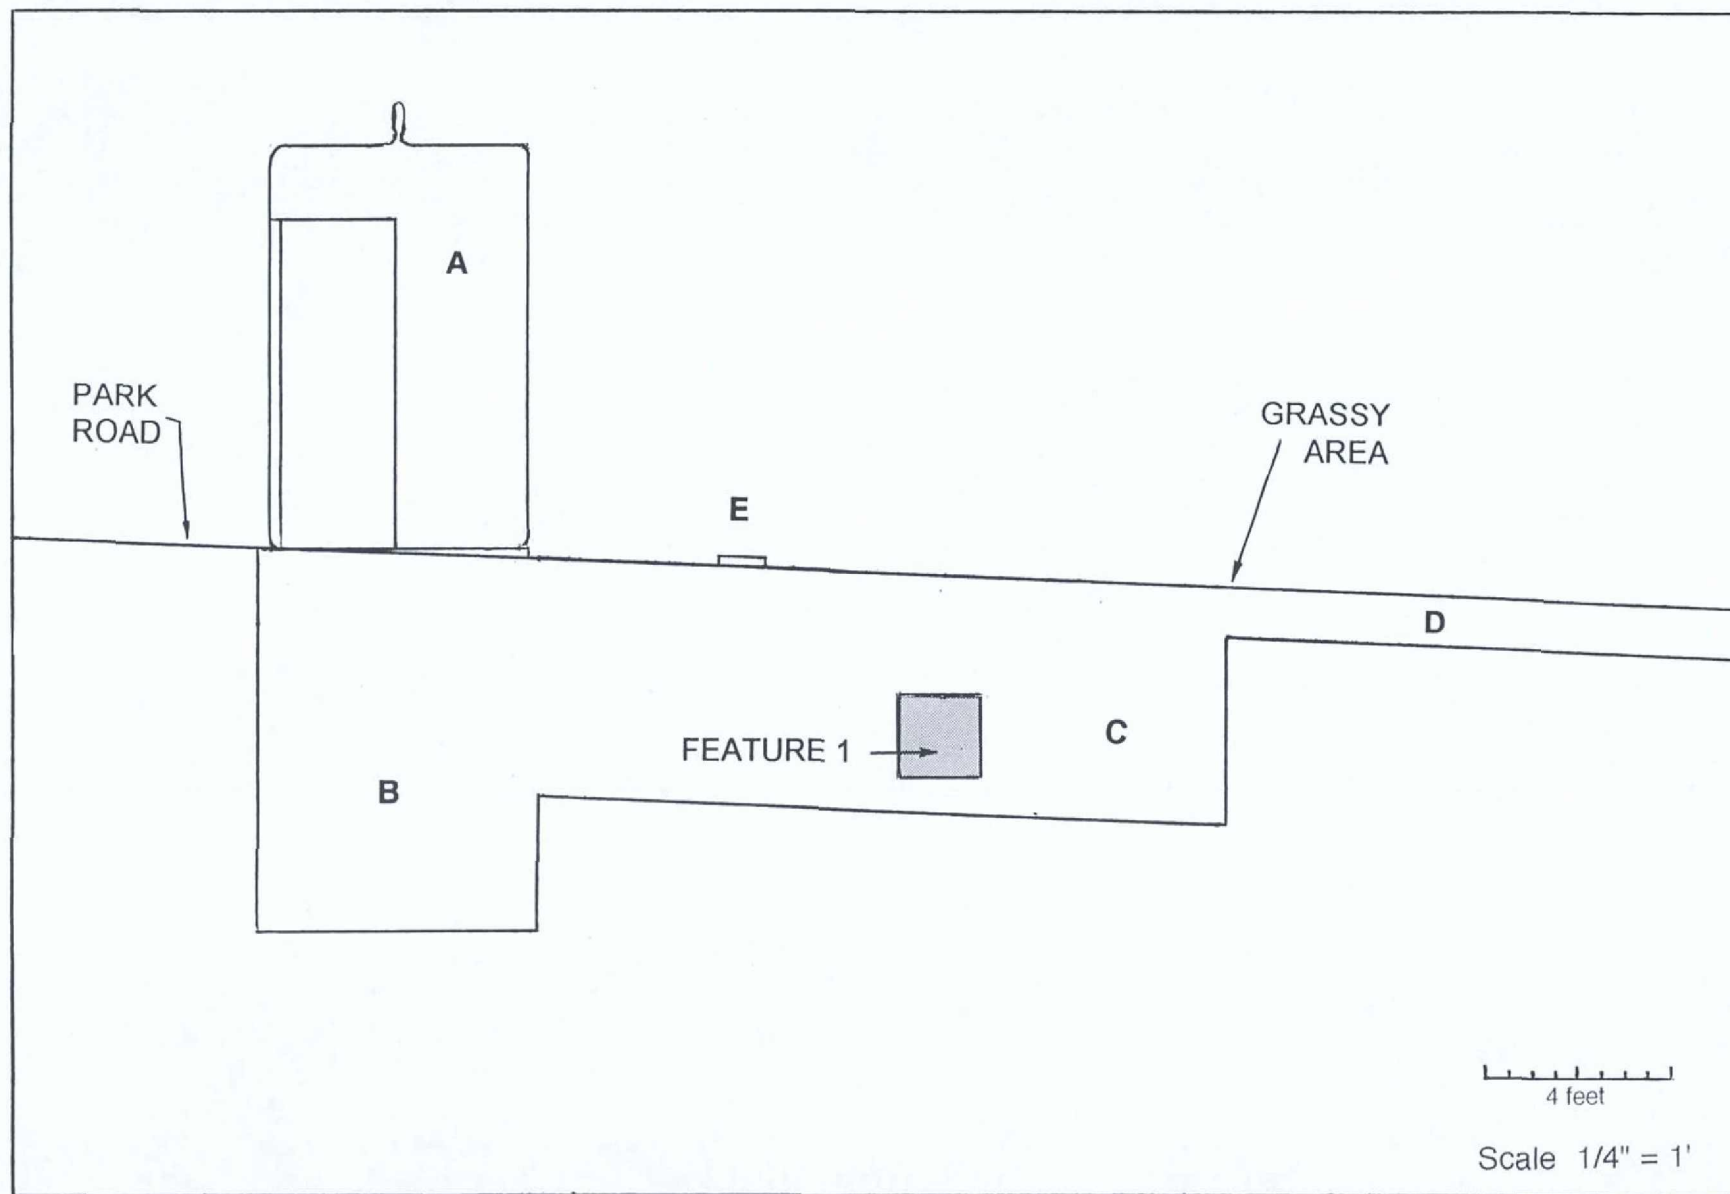 A
PARK
ROAD
GRASSY
AREA
E
D
FEATURE 1
C
B
4 feet
Scale 1/4" = 1'